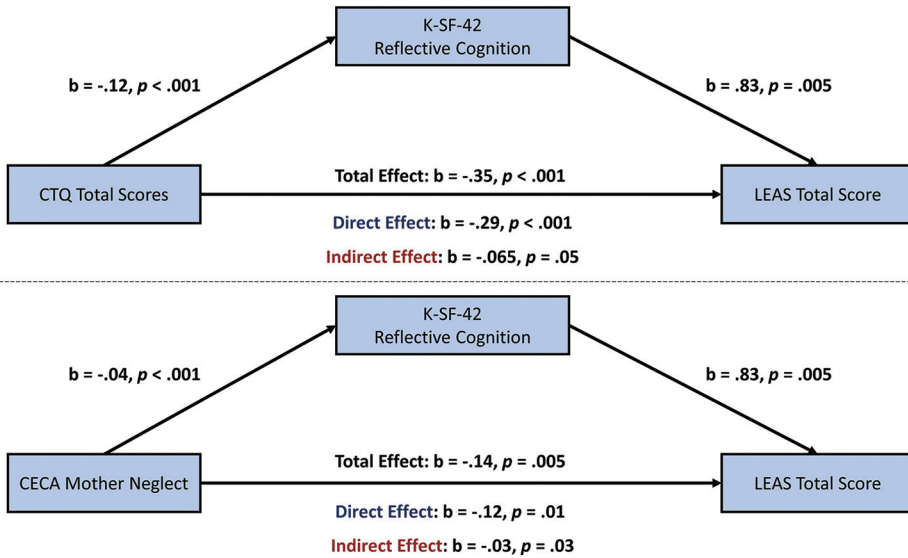 K-SF-42
Reflective Cognition
b = -.12, p < .001
b = .83, p = .005
CTQ Total Scores
Total Effect: b = -.35, p < .001
LEAS Total Score
Direct Effect: b = -.29, p < .001
Indirect Effect: b = -.065, p = .05
K-SF-42
Reflective Cognition
b = -.04, p < .001
b = .83, p = .005
CECA Mother Neglect
Total Effect: b = -.14, p = .005
LEAS Total Score
Direct Effect: b = -.12, p = .01
Indirect Effect: b = -.03, p = .03